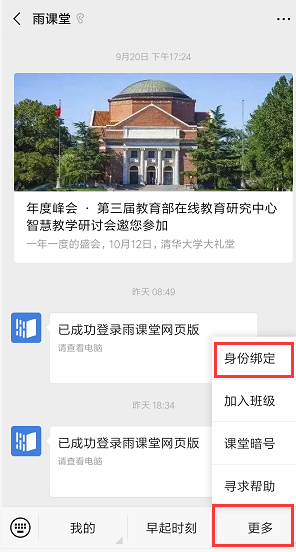 雨课堂
9月20日 下午17:24
年度峰会 · 第三届教育部在线教育研究中心
智慧教学研讨会邀您参加
一年一度的盛会，10月12日，清华大学大礼堂
昨天 08:49
已成功登录雨课堂网页版
请查看电脑
昨天 18:34
已成功登录雨课堂网页版
请查看电脑
身份绑定
加入班级
课堂暗号
寻求帮助
我的
早起时刻
更多